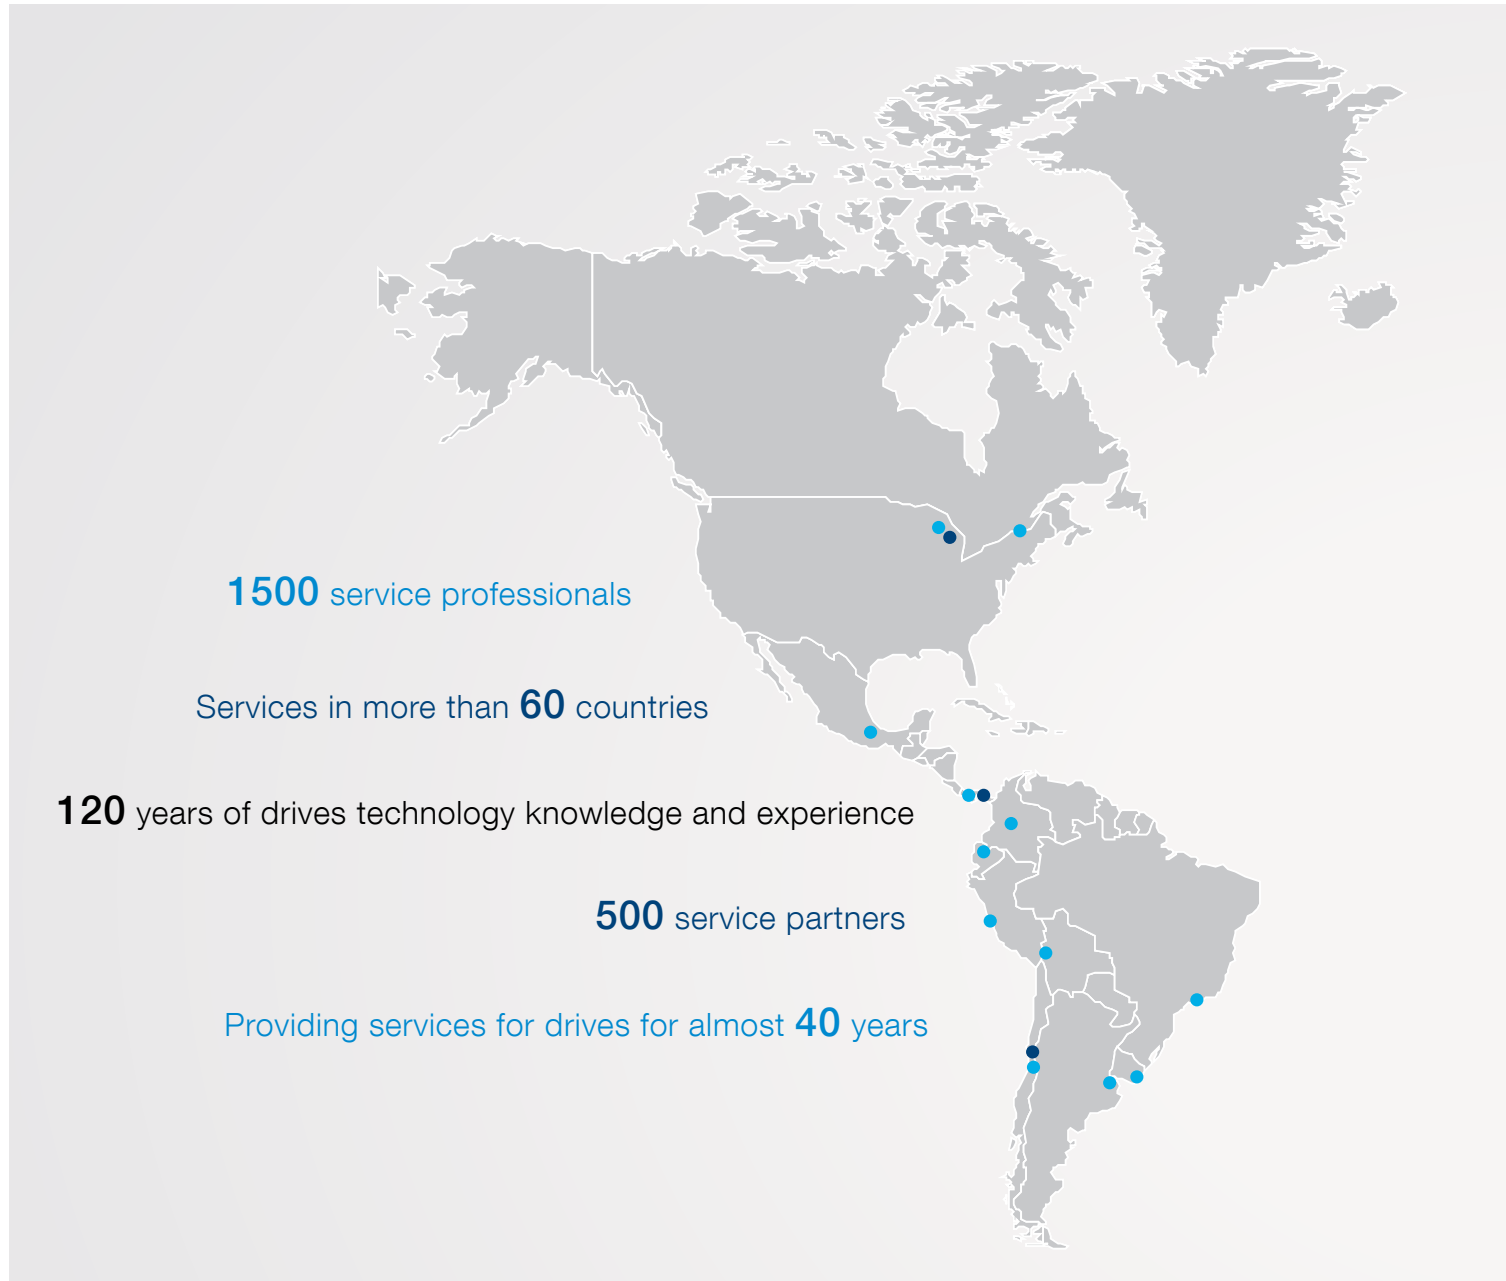 1500 service professionals
Services in more than 60 countries
120 years of drives technology knowledge and experience
500 service partners
Providing services for drives for almost 40 years